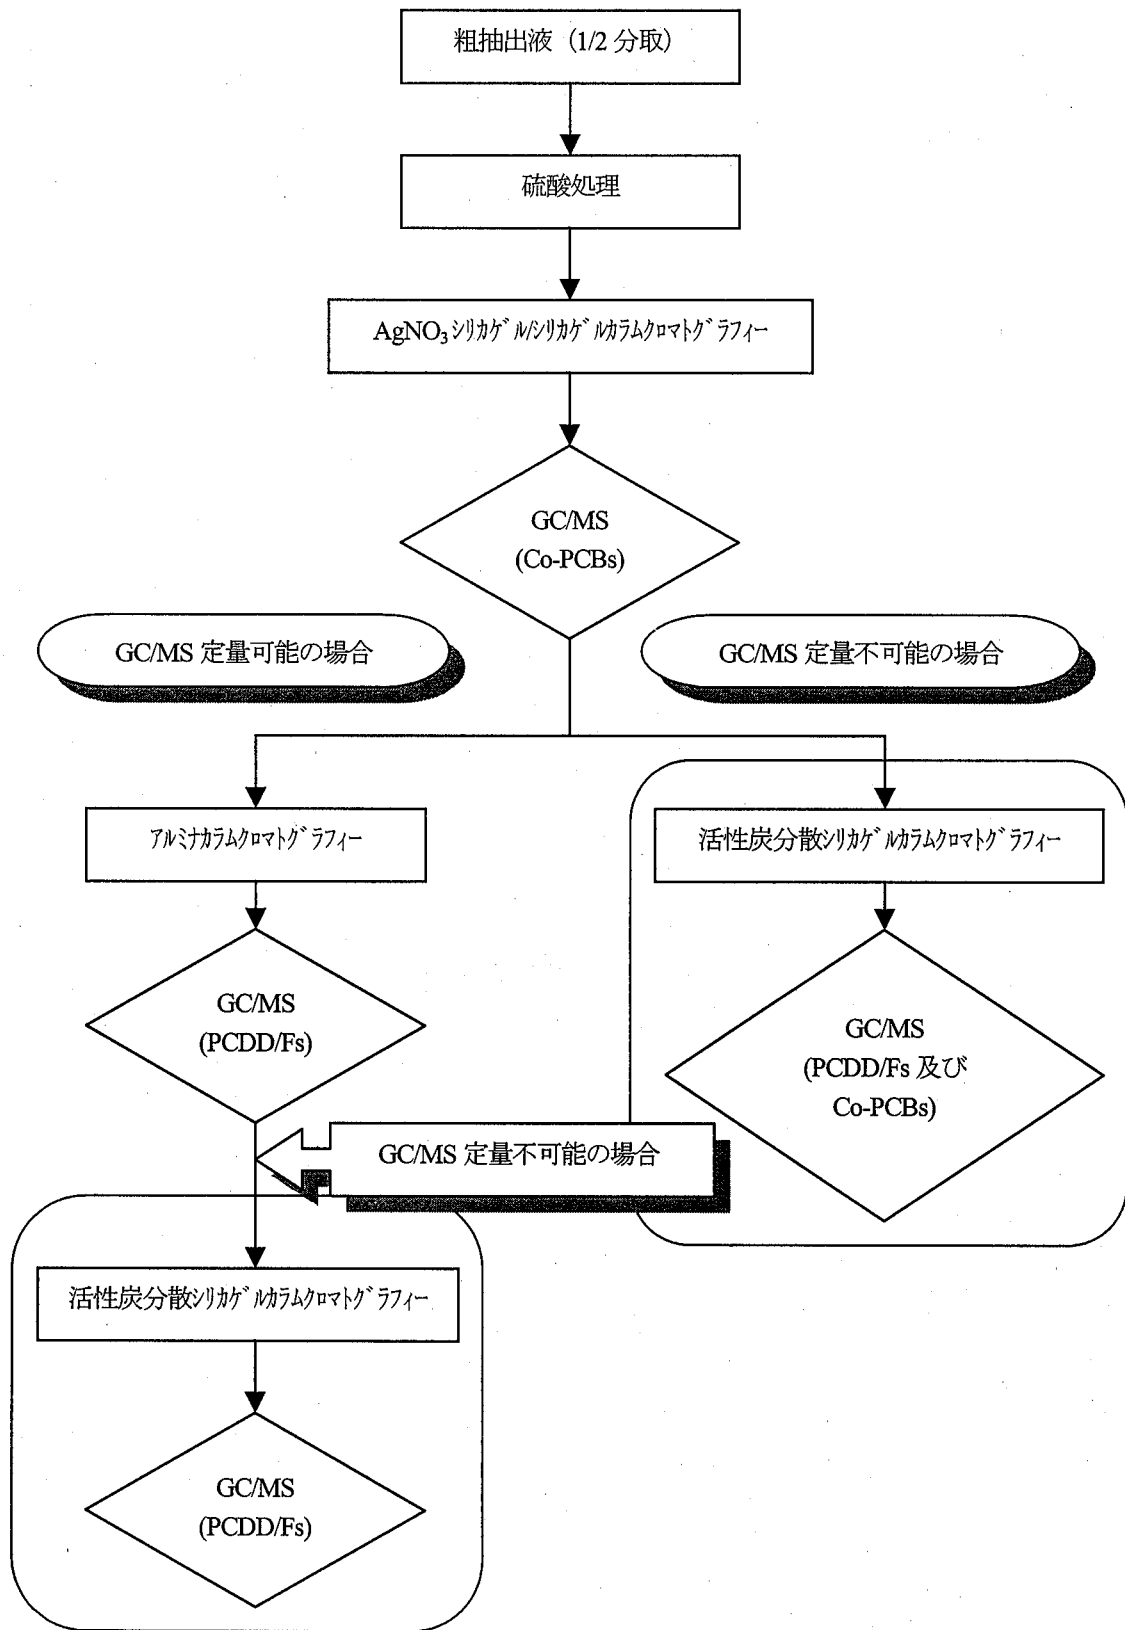 粗抽出液（1/2 分取）
硫酸処理
AgNO₃ｼﾘｶｹﾞﾙ/ｼﾘｶｹﾞﾙｶﾗﾑｸﾛﾏﾄｸﾞﾗﾌｨｰ
GC/MS
(Co-PCBs)
GC/MS 定量可能の場合
GC/MS 定量不可能の場合
ｱﾙﾐﾅｶﾗﾑｸﾛﾏﾄｸﾞﾗﾌｨｰ
活性炭分散ｼﾘｶｹﾞﾙｶﾗﾑｸﾛﾏﾄｸﾞﾗﾌｨｰ
GC/MS
(PCDD/Fs)
GC/MS
(PCDD/Fs 及び
Co-PCBs)
GC/MS 定量不可能の場合
活性炭分散ｼﾘｶｹﾞﾙｶﾗﾑｸﾛﾏﾄｸﾞﾗﾌｨｰ
GC/MS
(PCDD/Fs)